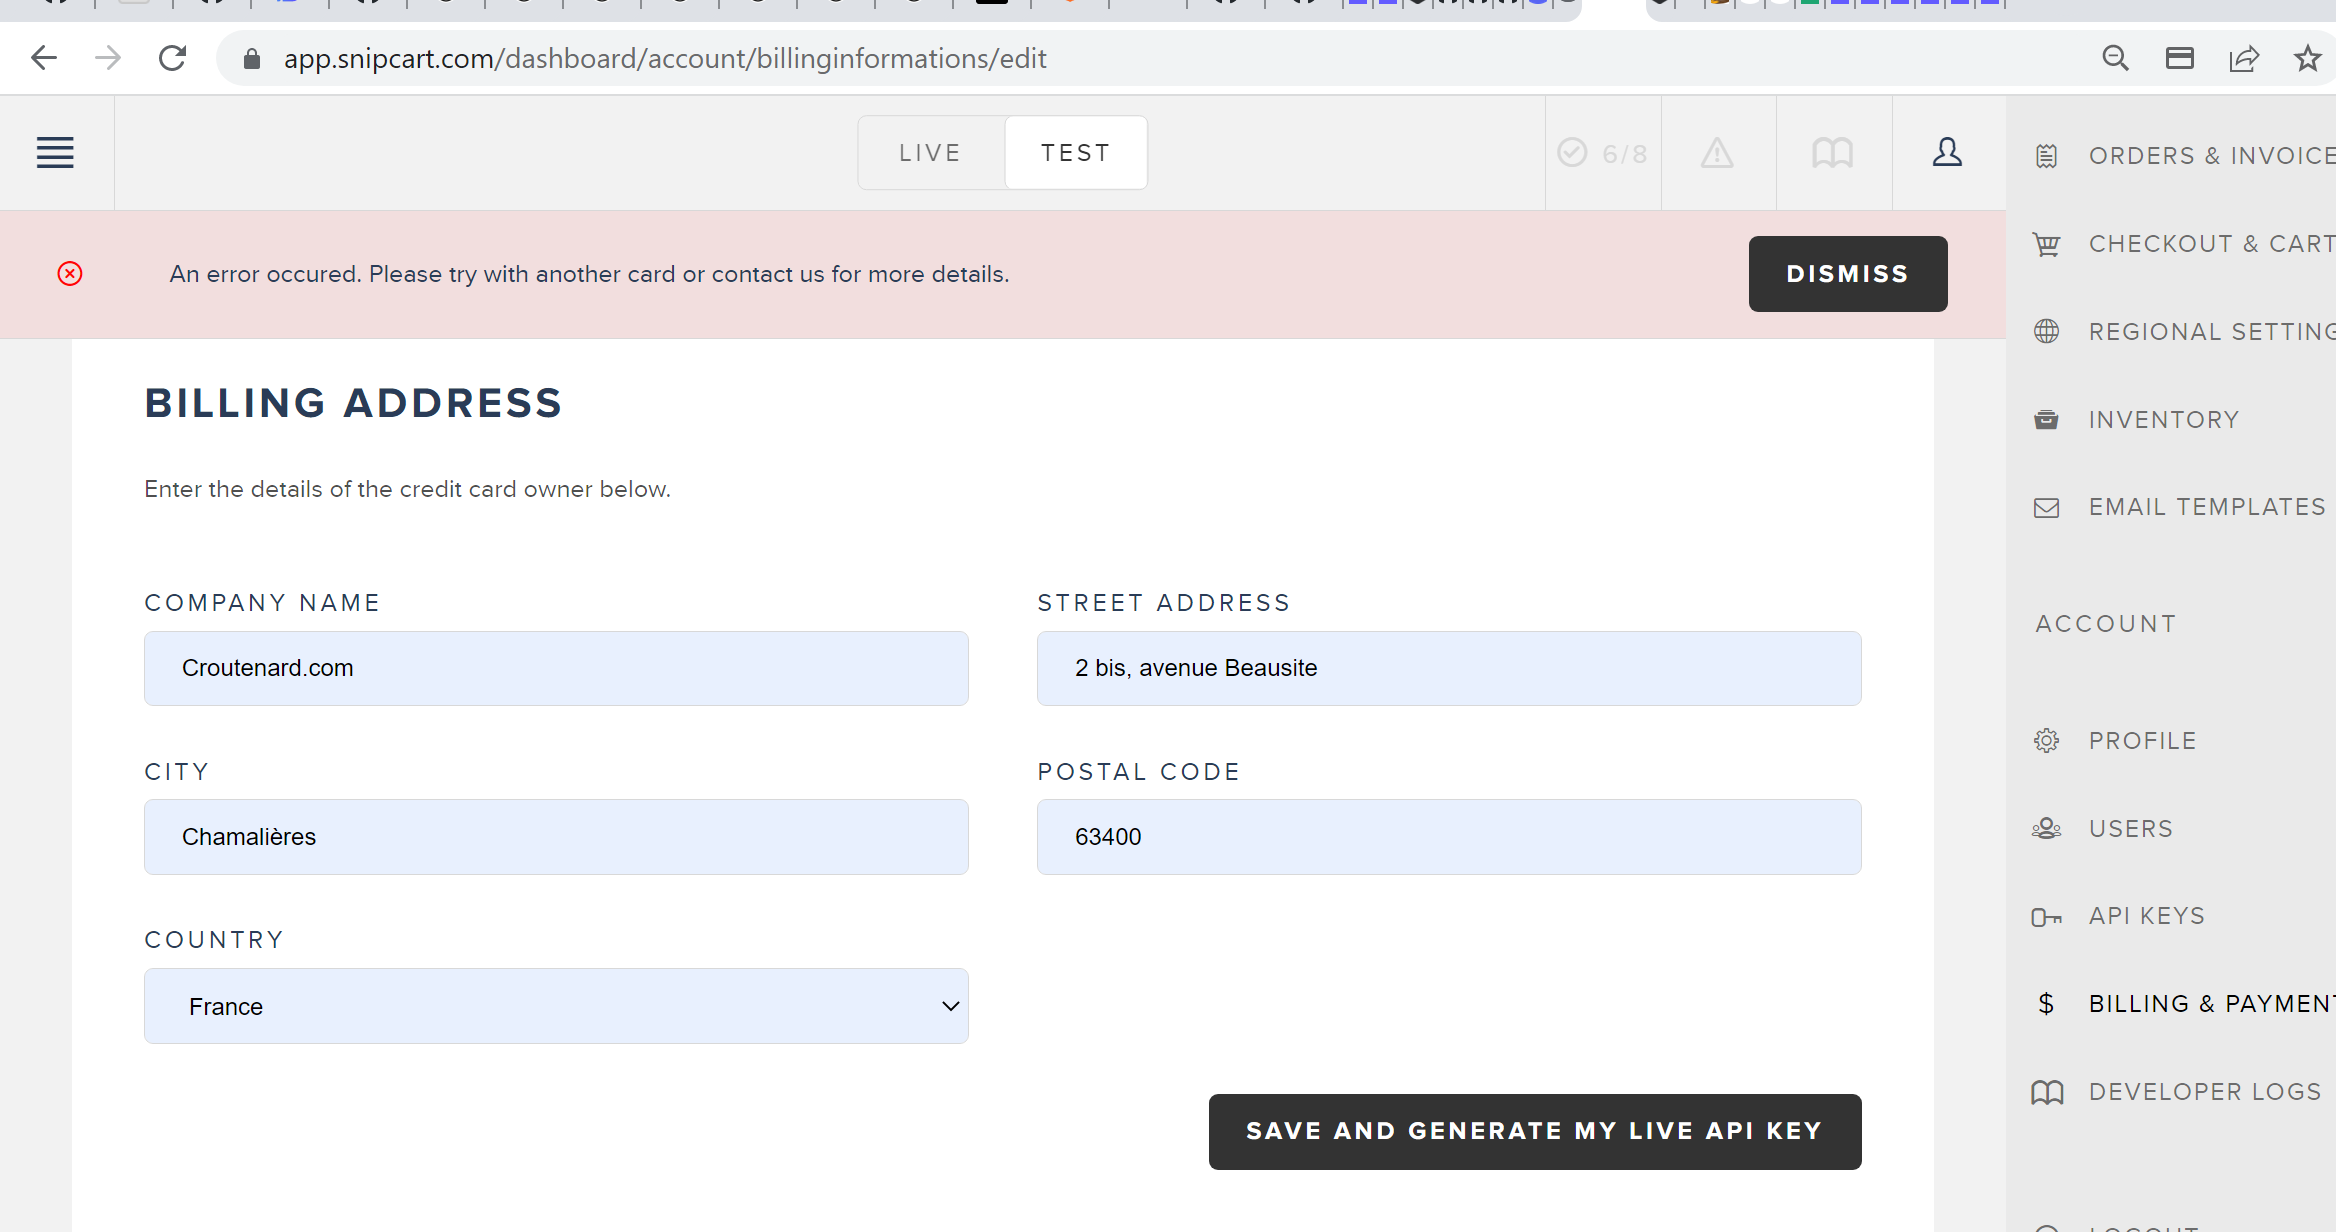 app.snipcart.com/dashboard/account/billinginformations/edit
LIVE
TEST
6/8
An error occured. Please try with another card or contact us for more details.
DISMISS
BILLING ADDRESS
Enter the details of the credit card owner below.
COMPANY NAME
Croutenard.com
STREET ADDRESS
2 bis, avenue Beausite
CITY
Chamalières
POSTAL CODE
63400
COUNTRY
France
SAVE AND GENERATE MY LIVE API KEY
ORDERS & INVOICE
CHECKOUT & CART
REGIONAL SETTING
INVENTORY
EMAIL TEMPLATES
ACCOUNT
PROFILE
USERS
API KEYS
BILLING & PAYMENT
DEVELOPER LOGS